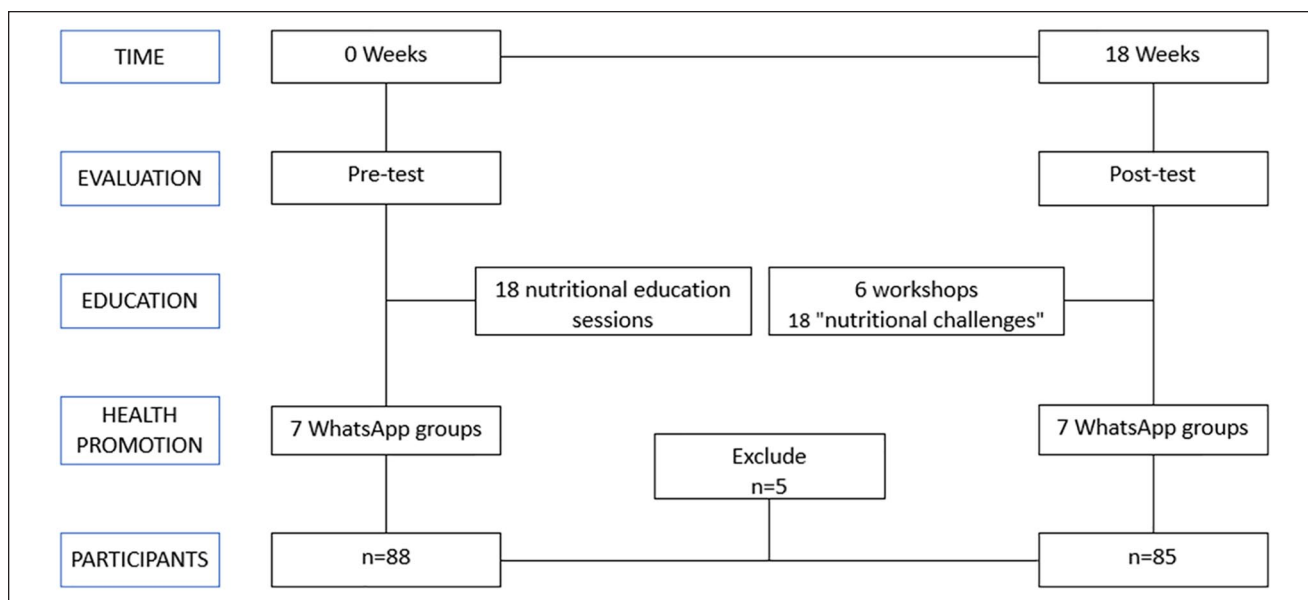 TIME
0 Weeks
18 Weeks
EVALUATION
Pre-test
Post-test
EDUCATION
18 nutritional education
sessions
6 workshops
18 "nutritional challenges"
HEALTH
PROMOTION
7 WhatsApp groups
7 WhatsApp groups
Exclude
n=5
PARTICIPANTS
n=88
n=85